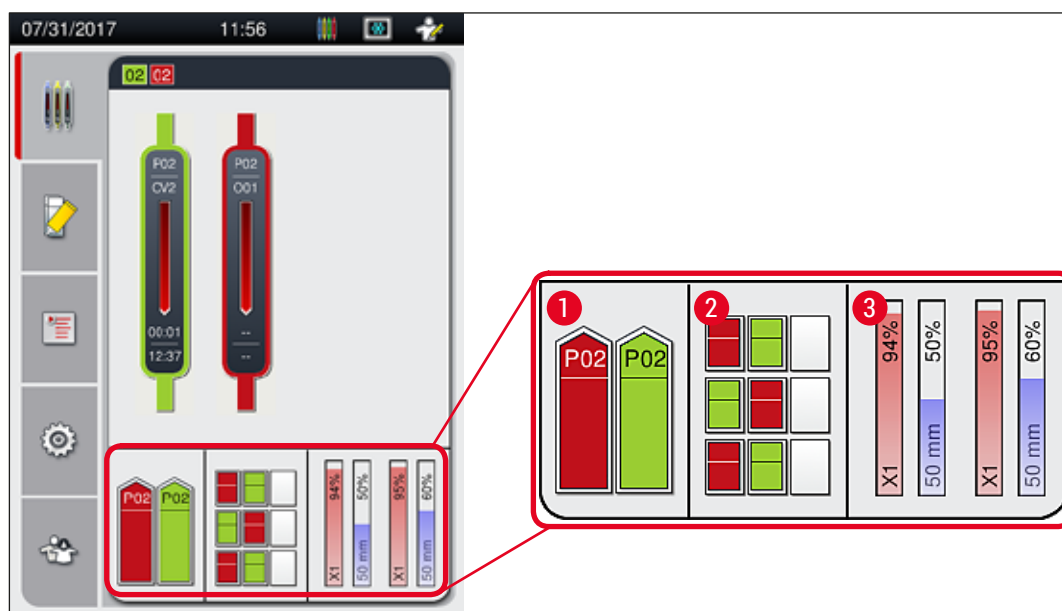 07/31/2017 11:56
02 02
P02 P02
CV2 O01
00:01 --
12:37 --
P02 P02 X1 94% 50 mm 50% X1 95% 50 mm 60%
1 2 3
P02 P02
X1 94%
50 mm 50%
X1 95%
50 mm 60%